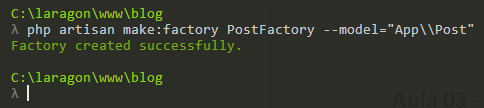 C:\laragon\www\blog
λ php artisan make:factory PostFactory --model="App\\Post"
Factory created successfully.
C:\laragon\www\blog
λ
Aula 03 -